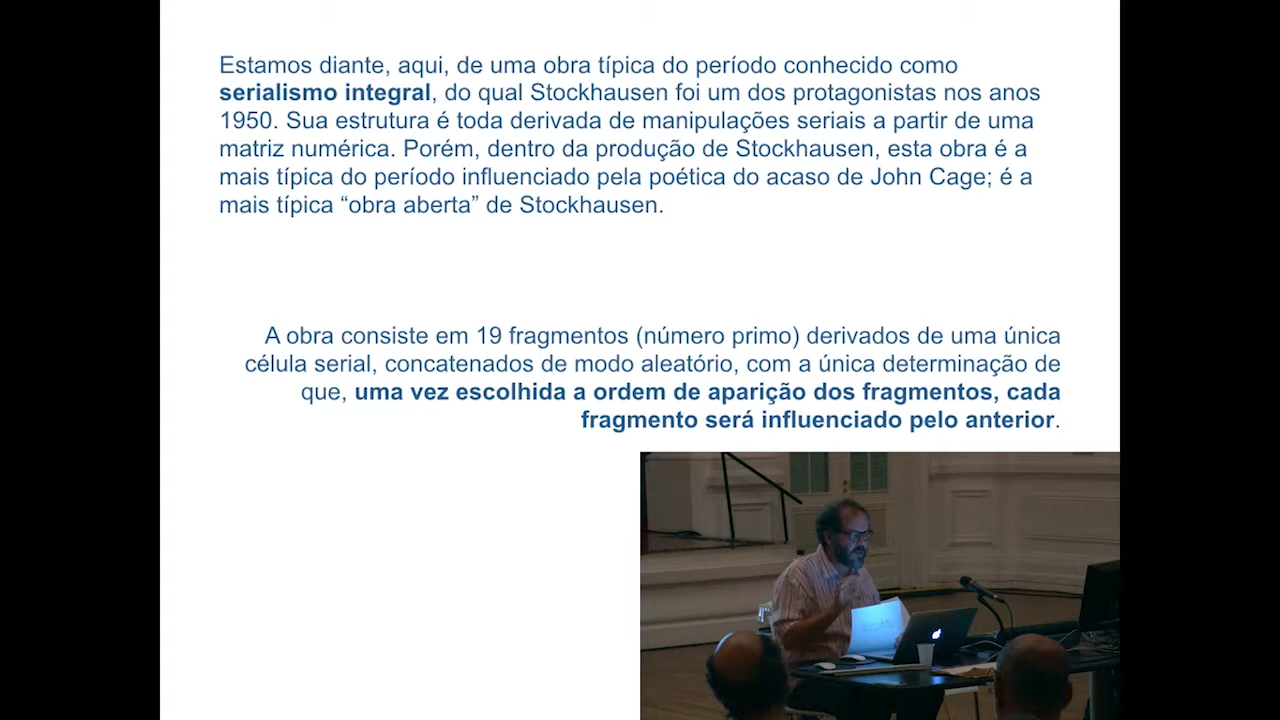 Estamos diante, aqui, de uma obra típica do período conhecido como
serialismo integral, do qual Stockhausen foi um dos protagonistas nos anos
1950. Sua estrutura é toda derivada de manipulações seriais a partir de uma
matriz numérica. Porém, dentro da produção de Stockhausen, esta obra é a
mais típica do período influenciado pela poética do acaso de John Cage; é a
mais típica “obra aberta” de Stockhausen.
A obra consiste em 19 fragmentos (número primo) derivados de uma única
célula serial, concatenados de modo aleatório, com a única determinação de
que, uma vez escolhida a ordem de aparição dos fragmentos, cada
fragmento será influenciado pelo anterior.